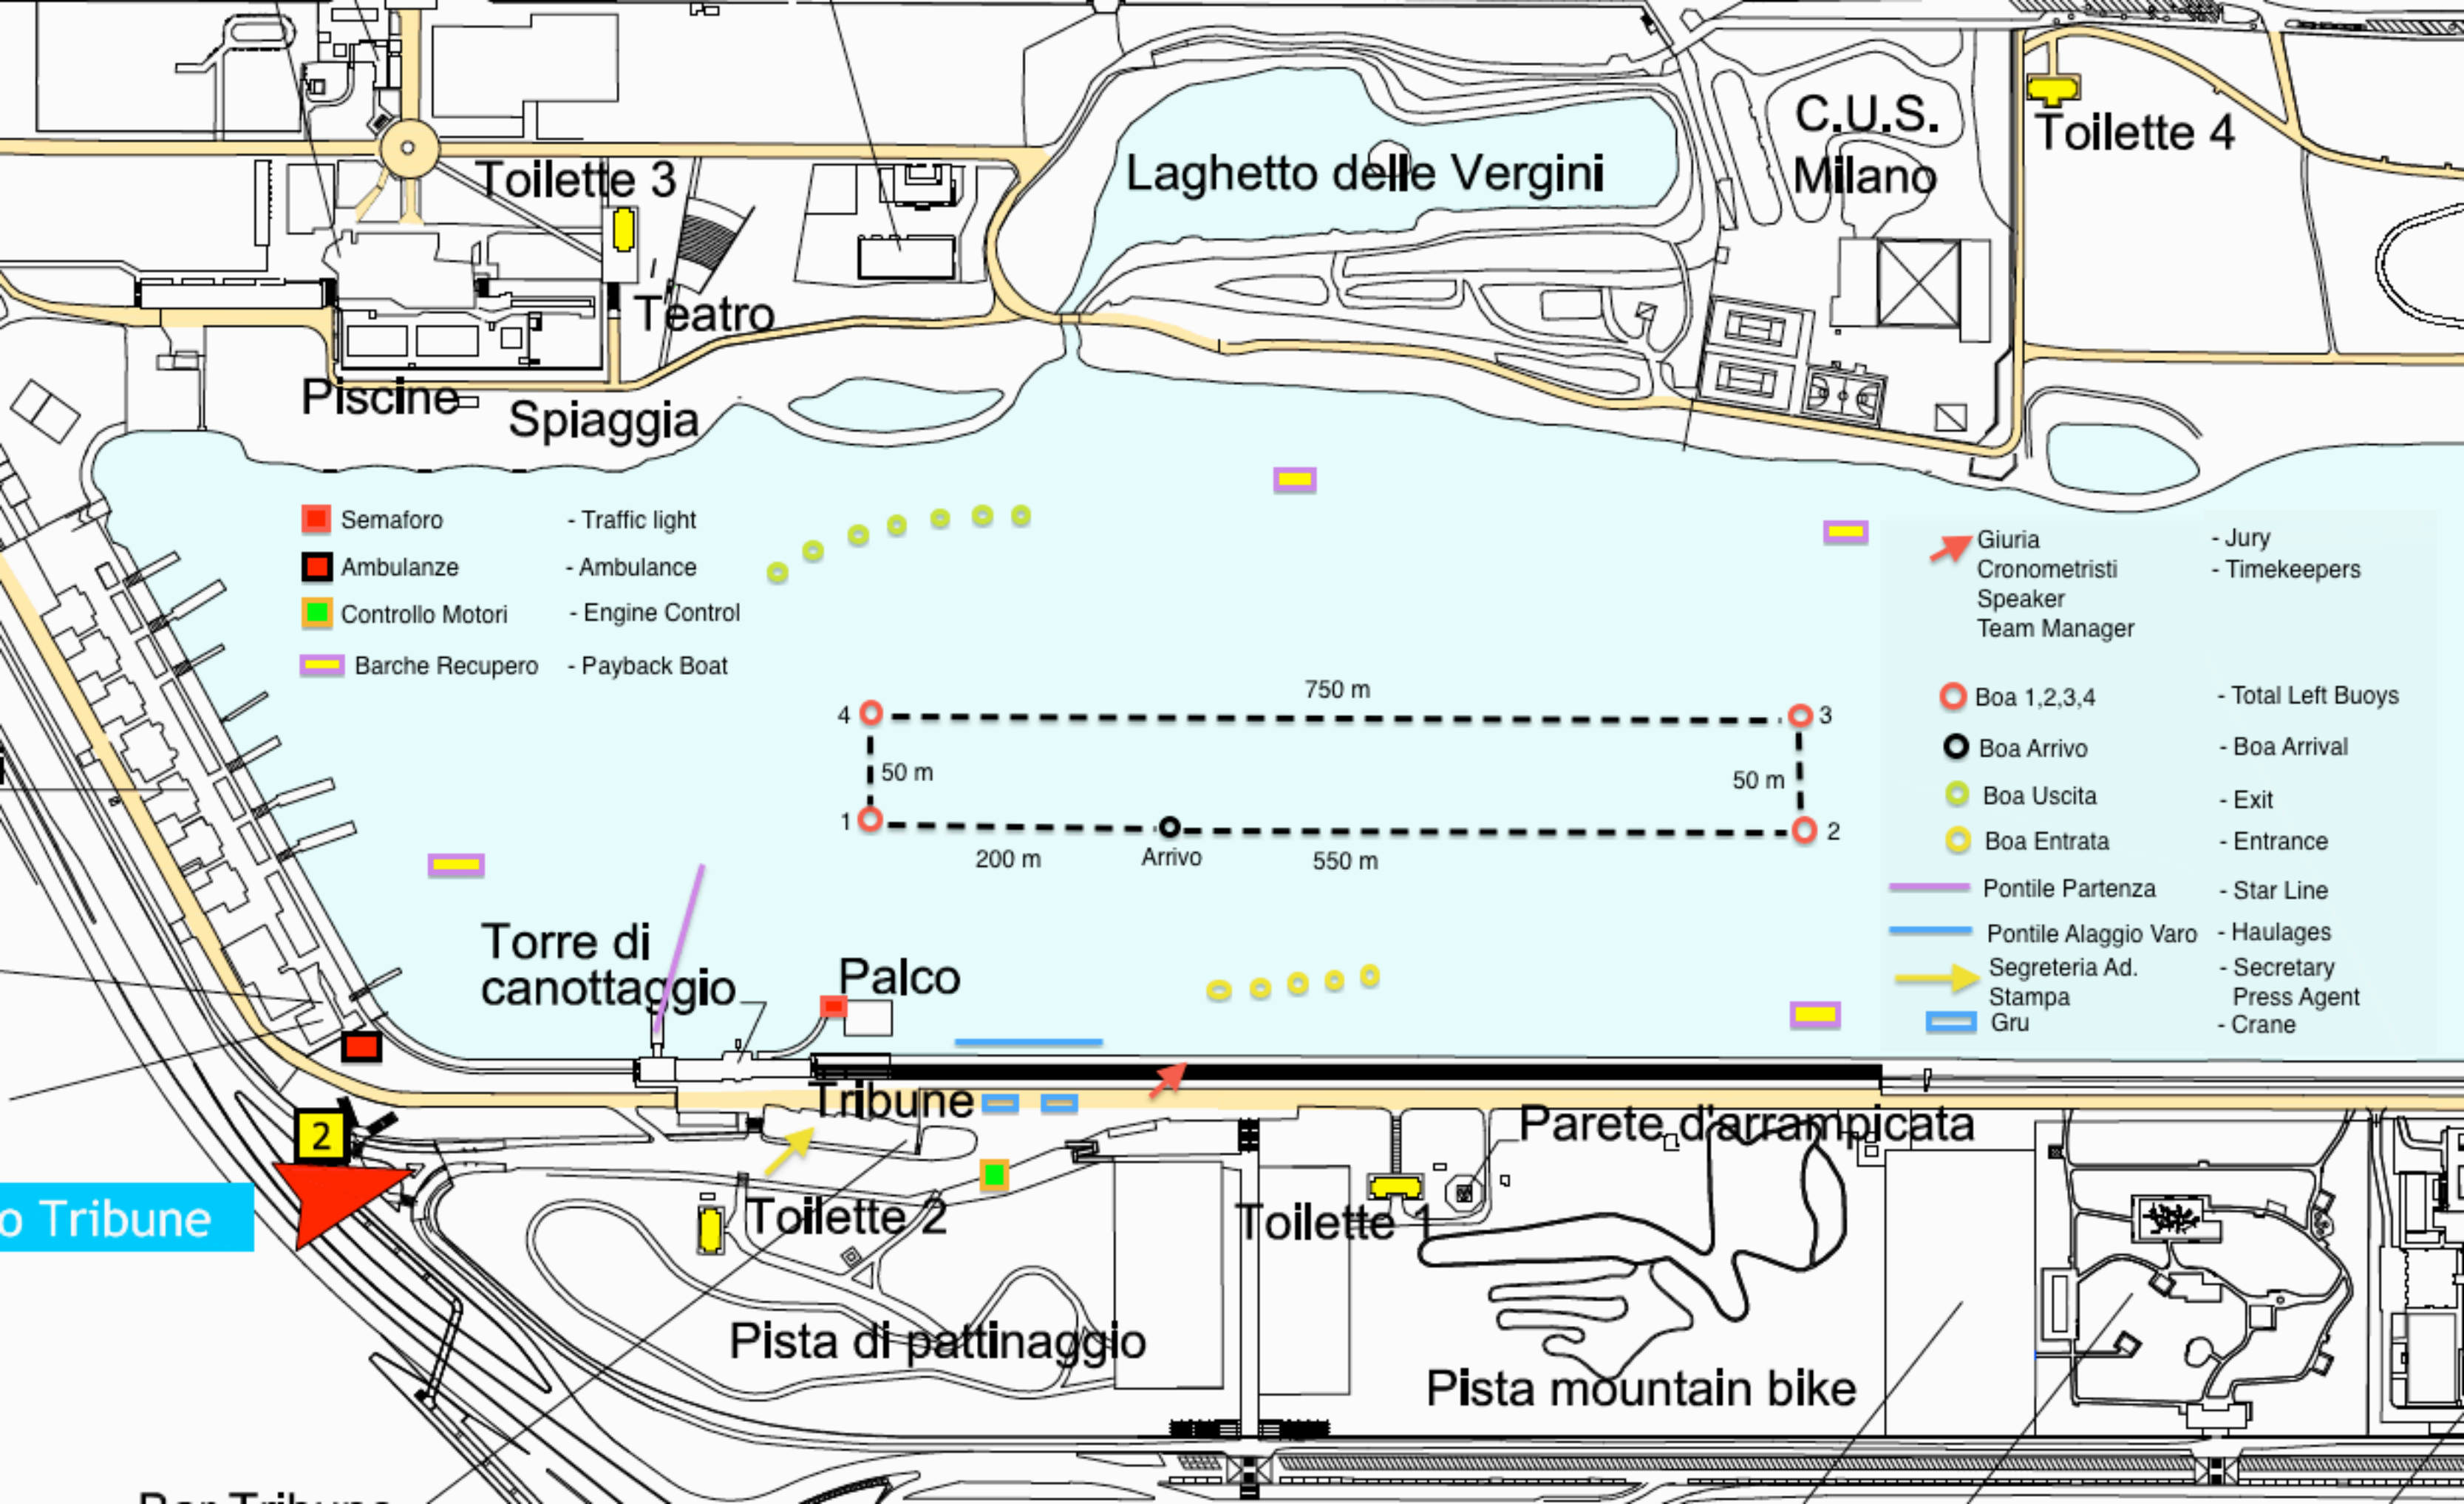 C.U.S.
Milano
Toilette 4
Laghetto delle Vergini
Toilette 3
Teatro
Piscine
Spiaggia
Semaforo - Traffic light
Ambulanze - Ambulance
Controllo Motori - Engine Control
Barche Recupero - Payback Boat
Giuria - Jury
Cronometristi - Timekeepers
Speaker
Team Manager
Boa 1,2,3,4 - Total Left Buoys
Boa Arrivo - Boa Arrival
Boa Uscita - Exit
Boa Entrata - Entrance
Pontile Partenza - Star Line
Pontile Alaggio Varo - Haulages
Segreteria Ad. - Secretary
Stampa Press Agent
Gru - Crane
750 m
4
3
50 m
50 m
1
2
200 m
Arrivo
550 m
Torre di
canottaggio
Palco
Tribune
Parete d'arrampicata
2
o Tribune
Toilette 2
Toilette 1
Pista di pattinaggio
Pista mountain bike
Bar Tribune